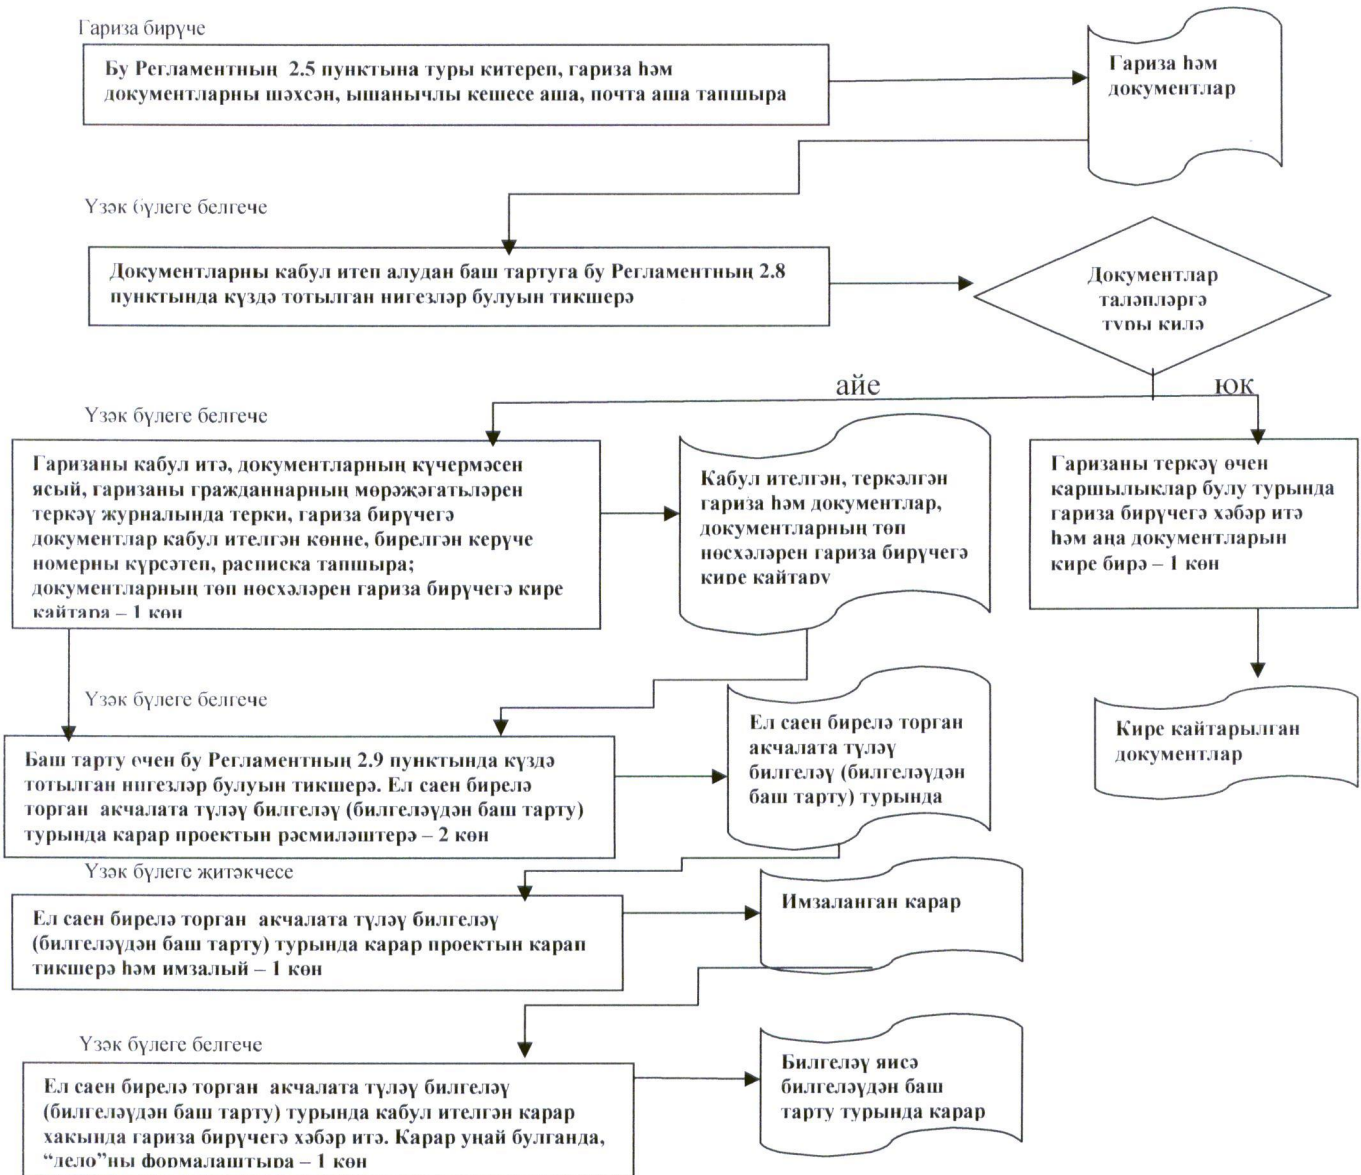 Гариза бирүче
Бу Регламентның 2.5 пунктына туры китереп, гариза һәм
документларны шәхсән, ышанычлы кешесе аша, почта аша тапшыра
Гариза һәм
документлар
Үзәк бүлеге белгече
Документларны кабул итеп алудан баш тартуга бу Регламентның 2.8
пунктында күздә тотылган нигезләр булуын тикшерә
Документлар
таләпләргә
туры килә
айе
юк
Үзәк бүлеге белгече
Гаризаны кабул итә, документларның күчермәсен
ясый, гаризаны гражданнарның мөрәҗәгатьләрен
теркәү журналында терки, гариза бирүчегә
документлар кабул ителгән көнне, бирелгән керүче
номерны күрсәтеп, расписка тапшыра;
документларның төп нөсхәләрен гариза бирүчегә кире
кайтара – 1 көн
Кабул ителгән, теркәлгән
гариза һәм документлар,
документларның төп
нөсхәләрен гариза бирүчегә
кире кайтару
Гаризаны теркәү өчен
каршылыклар булу турында
гариза бирүчегә хәбәр итә
һәм аңа документларын
кире бирә – 1 көн
Үзәк бүлеге белгече
Баш тарту өчен бу Регламентның 2.9 пунктында күздә
тотылган нигезләр булуын тикшерә. Ел саен бирелә
торган акчалата түләү билгеләү (билгеләүдән баш тарту)
турында карар проектын рәсмиләштерә – 2 көн
Ел саен бирелә торган
акчалата түләү
билгеләү (билгеләүдән
баш тарту) турында
Кире кайтарылган
документлар
Үзәк бүлеге җитәкчесе
Ел саен бирелә торган акчалата түләү билгеләү
(билгеләүдән баш тарту) турында карар проектын карап
тикшерә һәм имзалый – 1 көн
Имзаланган карар
Үзәк бүлеге белгече
Ел саен бирелә торган акчалата түләү билгеләү
(билгеләүдән баш тарту) турында кабул ителгән карар
хакында гариза бирүчегә хәбәр итә. Карар уңай булганда,
“дело”ны формалаштыра – 1 көн
Билгеләү яисә
билгеләүдән баш
тарту турында карар